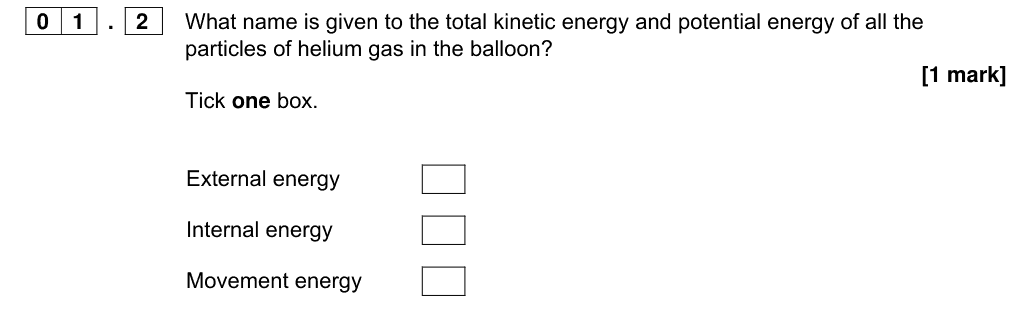 0 1 . 2 What name is given to the total kinetic energy and potential energy of all the
particles of helium gas in the balloon?
[1 mark]
Tick one box.
External energy
Internal energy
Movement energy